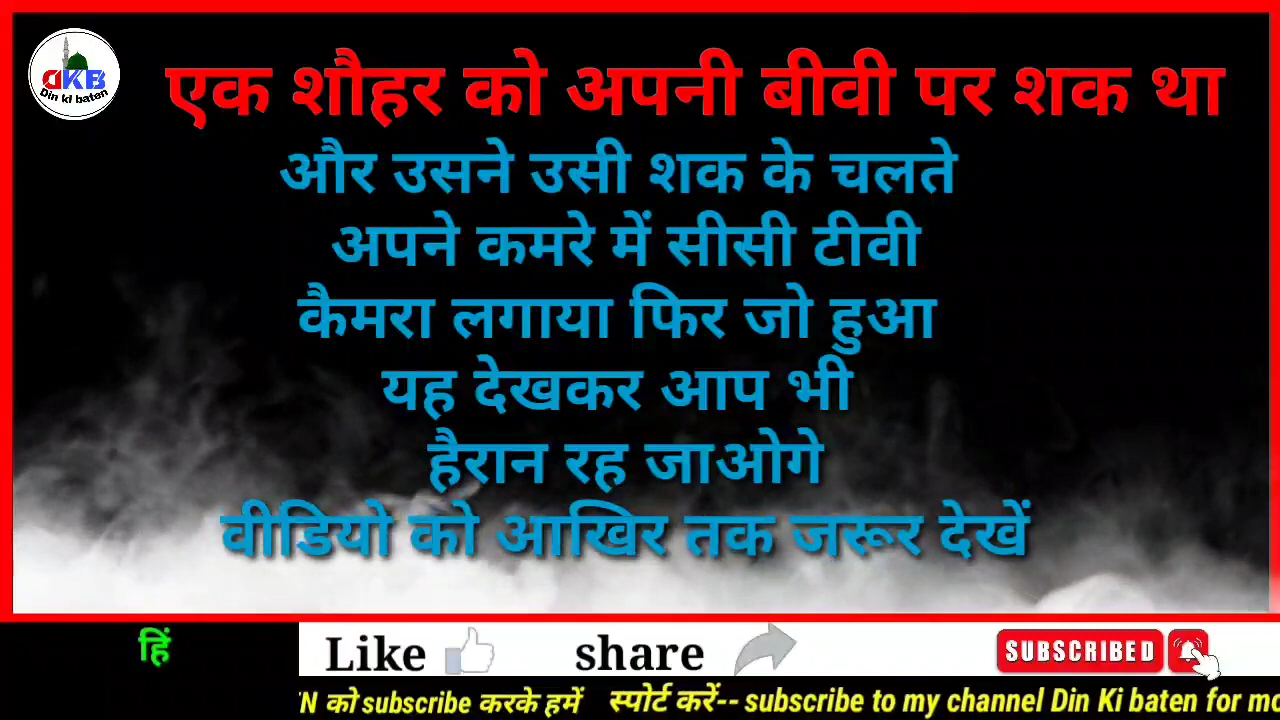 DKB
Din ki baten
एक शौहर को अपनी बीवी पर शक था
और उसने उसी शक के चलते
अपने कमरे में सीसी टीवी
कैमरा लगाया फिर जो हुआ
यह देखकर आप भी
हैरान रह जाओगे
वीडियो को आखिर तक जरूर देखें
हिं
Like share SUBSCRIBED
N को subscribe करके हमें स्पोर्ट करें-- subscribe to my channel Din Ki baten for mo